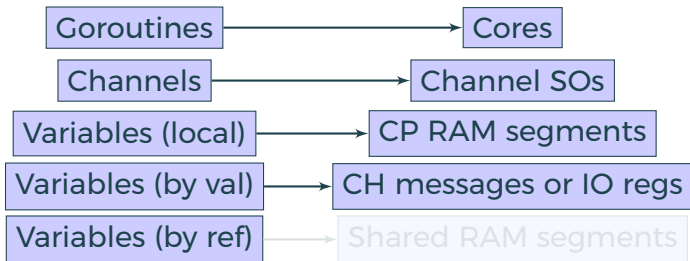 Goroutines Cores
Channels Channel SOs
Variables (local) CP RAM segments
Variables (by val) CH messages or IO regs
Variables (by ref) Shared RAM segments